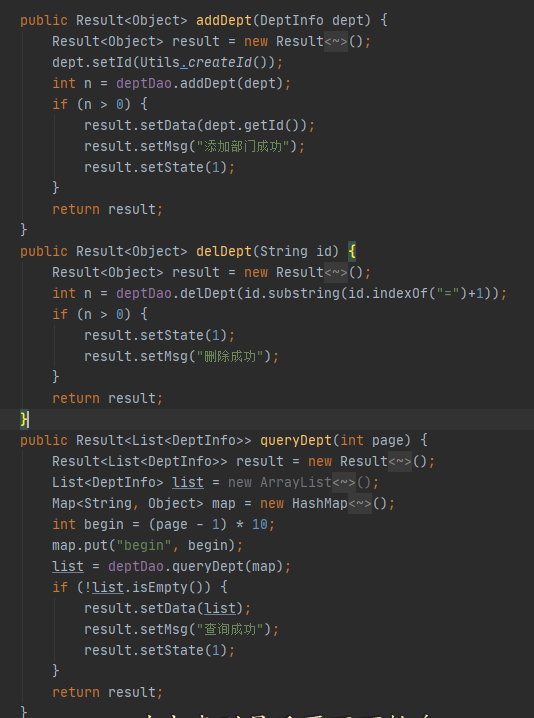 public Result<Object> addDept(DeptInfo dept) {
Result<Object> result = new Result<~>();
dept.setId(Utils.createId());
int n = deptDao.addDept(dept);
if (n > 0) {
result.setData(dept.getId());
result.setMsg("添加部门成功");
result.setState(1);
}
return result;
}
public Result<Object> delDept(String id) {
Result<Object> result = new Result<~>();
int n = deptDao.delDept(id.substring(id.indexOf("=")+1));
if (n > 0) {
result.setState(1);
result.setMsg("删除成功");
}
return result;
}
public Result<List<DeptInfo>> queryDept(int page) {
Result<List<DeptInfo>> result = new Result<~>();
List<DeptInfo> list = new ArrayList<~>();
Map<String, Object> map = new HashMap<~>();
int begin = (page - 1) * 10;
map.put("begin", begin);
list = deptDao.queryDept(map);
if (!list.isEmpty()) {
result.setData(list);
result.setMsg("查询成功");
result.setState(1);
}
return result;
}